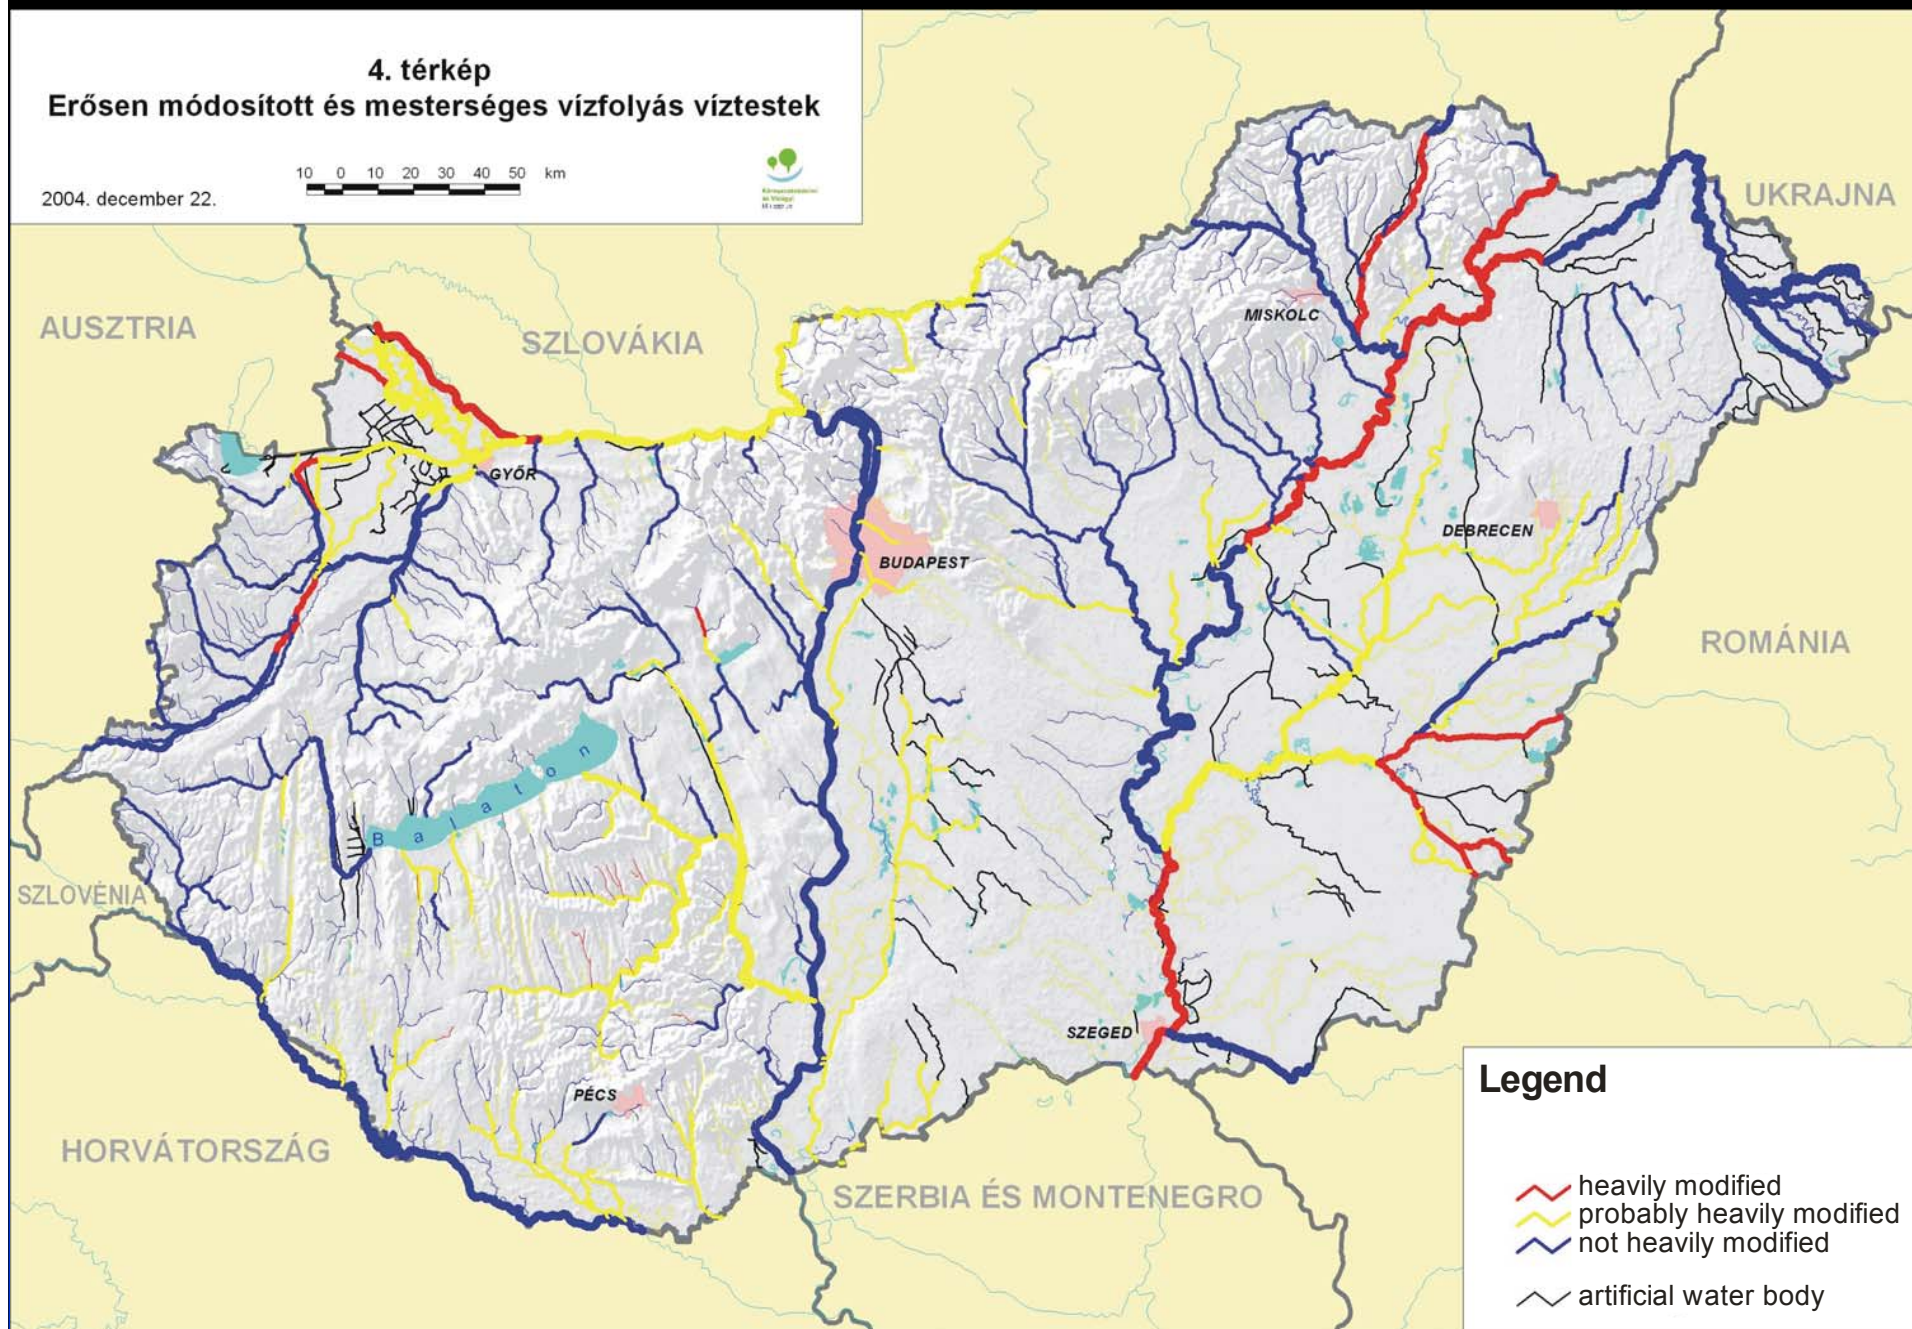 4. térkép
Erősen módosított és mesterséges vízfolyás víztestek
10 0 10 20 30 40 50 km
2004. december 22.
UKRAJNA
AUSZTRIA
SZLOVÁKIA
MISKOLC
GYŐR
DEBRECEN
BUDAPEST
ROMÁNIA
Balaton
SZLOVÉNIA
SZEGED
PÉCS
HORVÁTORSZÁG
SZERBIA ÉS MONTENEGRO
Legend
heavily modified
probably heavily modified
not heavily modified
artificial water body